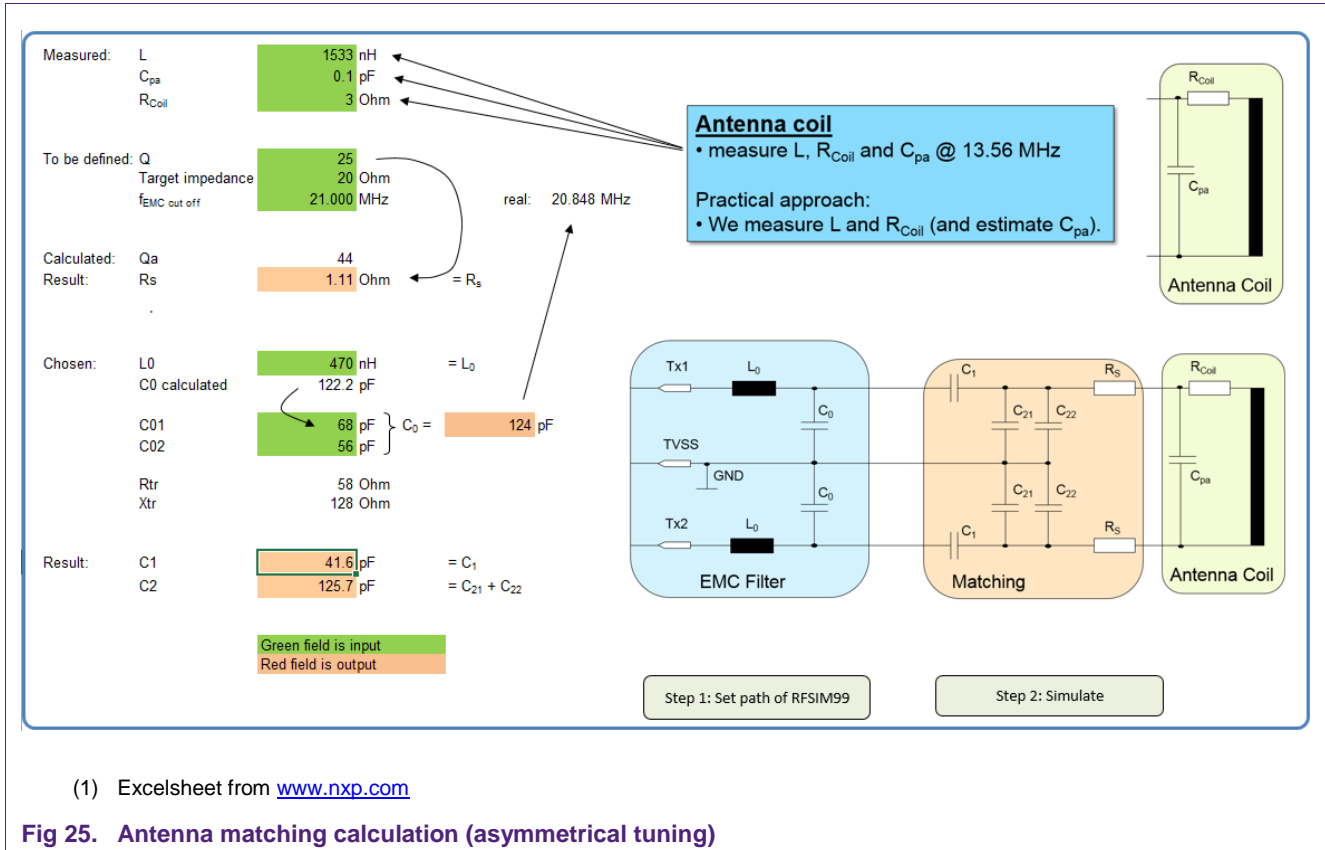 Measured: L 1533 nH
Cpa 0.1 pF
RCoil 3 Ohm
To be defined: Q 25
Target impedance 20 Ohm
fEMC cut off 21.000 MHz real: 20.848 MHz
Calculated: Qa 44
Result: Rs 1.11 Ohm = Rs
.
Chosen: L0 470 nH = L0
C0 calculated 122.2 pF
C01 68 pF } C0 = 124 pF
C02 56 pF
Rtr 58 Ohm
Xtr 128 Ohm
Result: C1 41.6 pF = C1
C2 125.7 pF = C21 + C22
Green field is input
Red field is output
Antenna coil
• measure L, RCoil and Cpa @ 13.56 MHz
Practical approach:
• We measure L and RCoil (and estimate Cpa).
RCoil
Cpa
Antenna Coil
Tx1 L0 C1 RS RCoil
C0 C21 C22
TVSS
GND
Cpa
C0 C21 C22
Tx2 L0 C1 RS
EMC Filter
Matching
Antenna Coil
Step 1: Set path of RFSIM99
Step 2: Simulate
(1) Excelsheet from www.nxp.com
Fig 25. Antenna matching calculation (asymmetrical tuning)